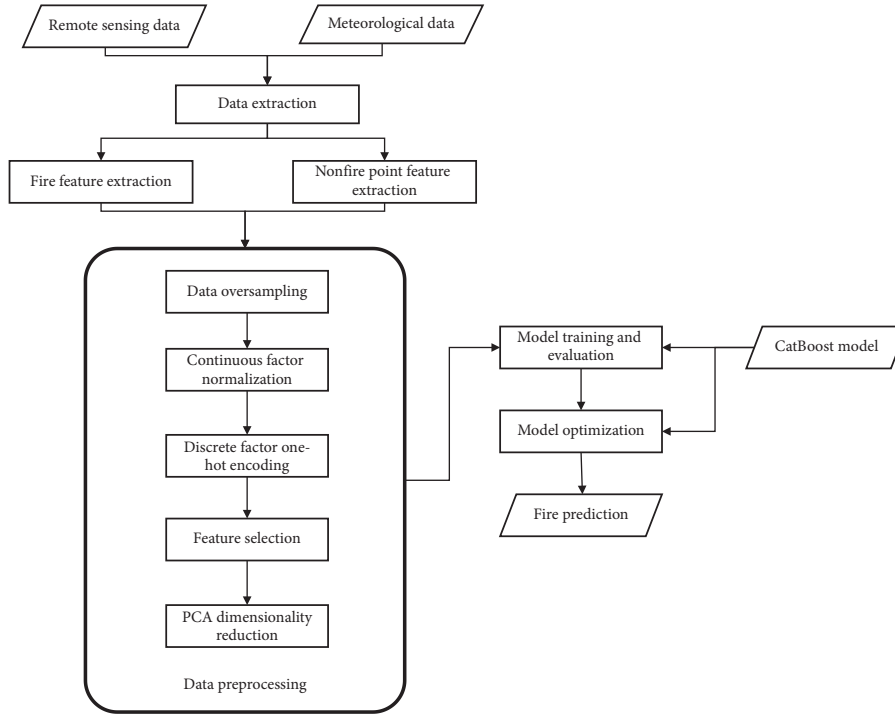 Remote sensing data
Meteorological data
Data extraction
Fire feature extraction
Nonfire point feature
extraction
Data oversampling
Continuous factor
normalization
Discrete factor one-
hot encoding
Feature selection
PCA dimensionality
reduction
Data preprocessing
Model training and
evaluation
CatBoost model
Model optimization
Fire prediction